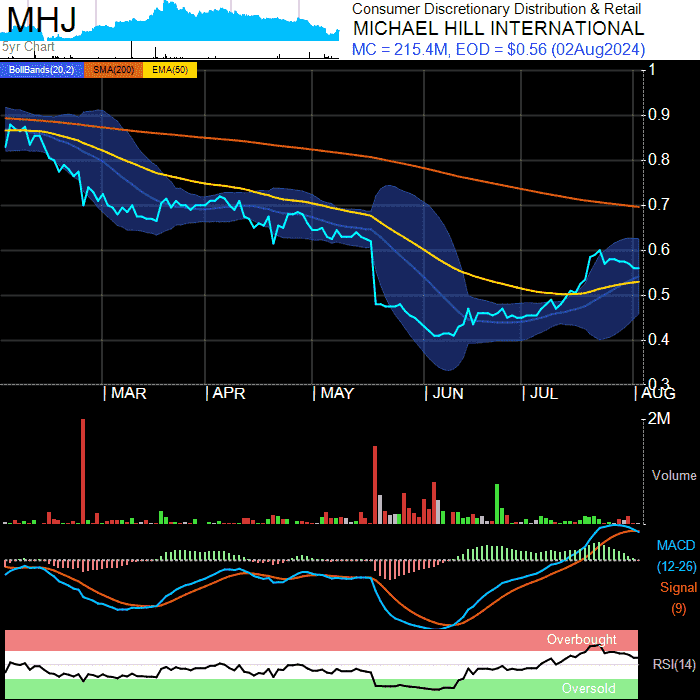 MHJ
5yr Chart
Consumer Discretionary Distribution & Retail
MICHAEL HILL INTERNATIONAL
MC = 215.4M, EOD = $0.56 (02Aug2024)
BollBands(20,2) SMA(200) EMA(50)
1
0.9
0.8
0.7
0.6
0.5
0.4
0.3
MAR APR MAY JUN JUL AUG
2M
Volume
MACD
(12-26)
Signal
(9)
Overbought
RSI(14)
Oversold